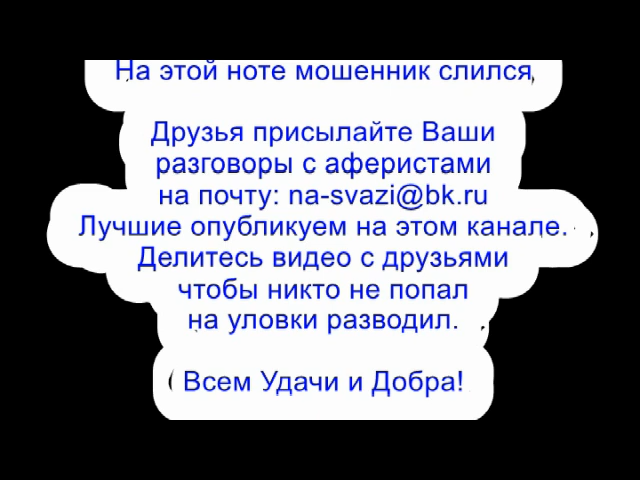 На этой ноте мошенник слился
Друзья присылайте Ваши
разговоры с аферистами
на почту: na-svazi@bk.ru
Лучшие опубликуем на этом канале.
Делитесь видео с друзьями
чтобы никто не попал
на уловки разводил.
Всем Удачи и Добра!